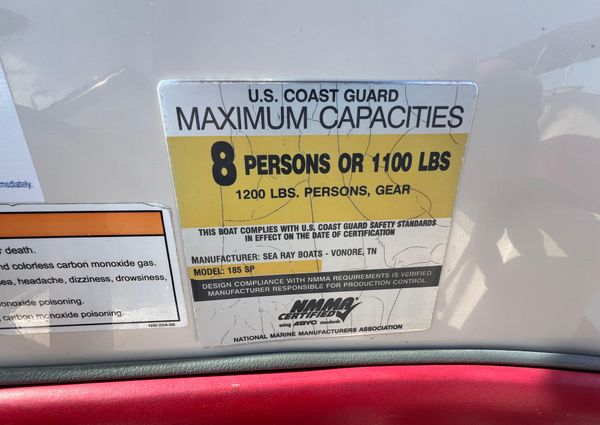 U.S. COAST GUARD
MAXIMUM CAPACITIES
8 PERSONS OR 1100 LBS
1200 LBS. PERSONS, GEAR
THIS BOAT COMPLIES WITH U.S. COAST GUARD SAFETY STANDARDS
IN EFFECT ON THE DATE OF CERTIFICATION
MANUFACTURER: SEA RAY BOATS - VONORE, TN
MODEL: 185 SP
DESIGN COMPLIANCE WITH NMMA REQUIREMENTS IS VERIFIED.
MANUFACTURER RESPONSIBLE FOR PRODUCTION CONTROL.
NMMA
CERTIFIED
using ABYC standards
NATIONAL MARINE MANUFACTURERS ASSOCIATION
mediately.
r death.
nd colorless carbon monoxide gas.
ea, headache, dizziness, drowsiness,
onoxide poisoning.
, carbon monoxide poisoning.
NW-204-06